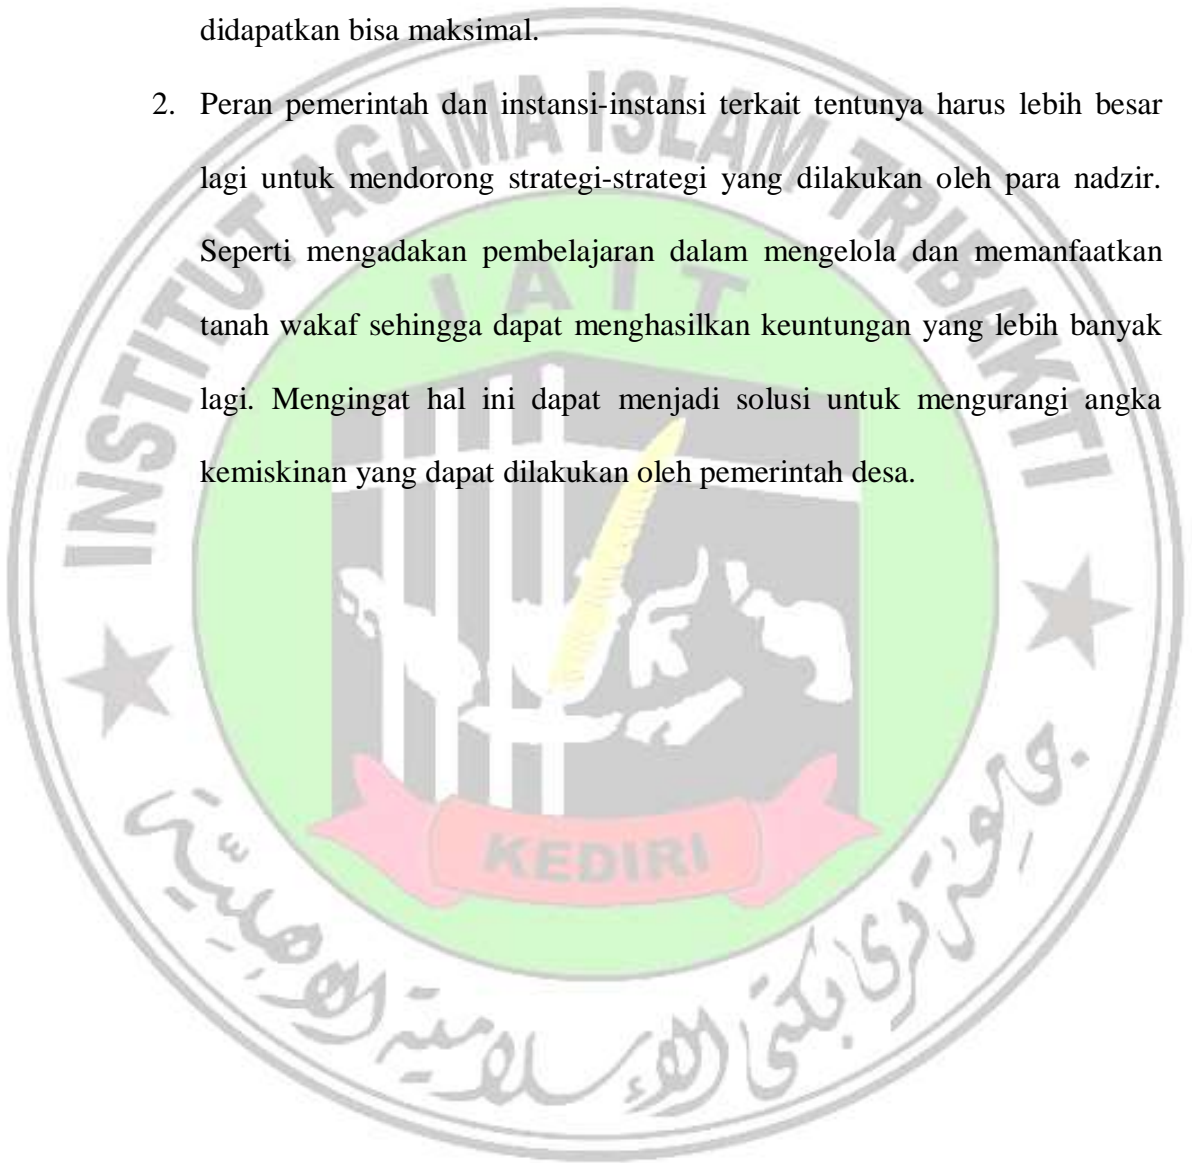 didapatkan bisa maksimal.
2. Peran pemerintah dan instansi-instansi terkait tentunya harus lebih besar
lagi untuk mendorong strategi-strategi yang dilakukan oleh para nadzir.
Seperti mengadakan pembelajaran dalam mengelola dan memanfaatkan
tanah wakaf sehingga dapat menghasilkan keuntungan yang lebih banyak
lagi. Mengingat hal ini dapat menjadi solusi untuk mengurangi angka
kemiskinan yang dapat dilakukan oleh pemerintah desa.
INSTITUT AGAMA ISLAM TRIBAKTI
IAIT
KEDIRI